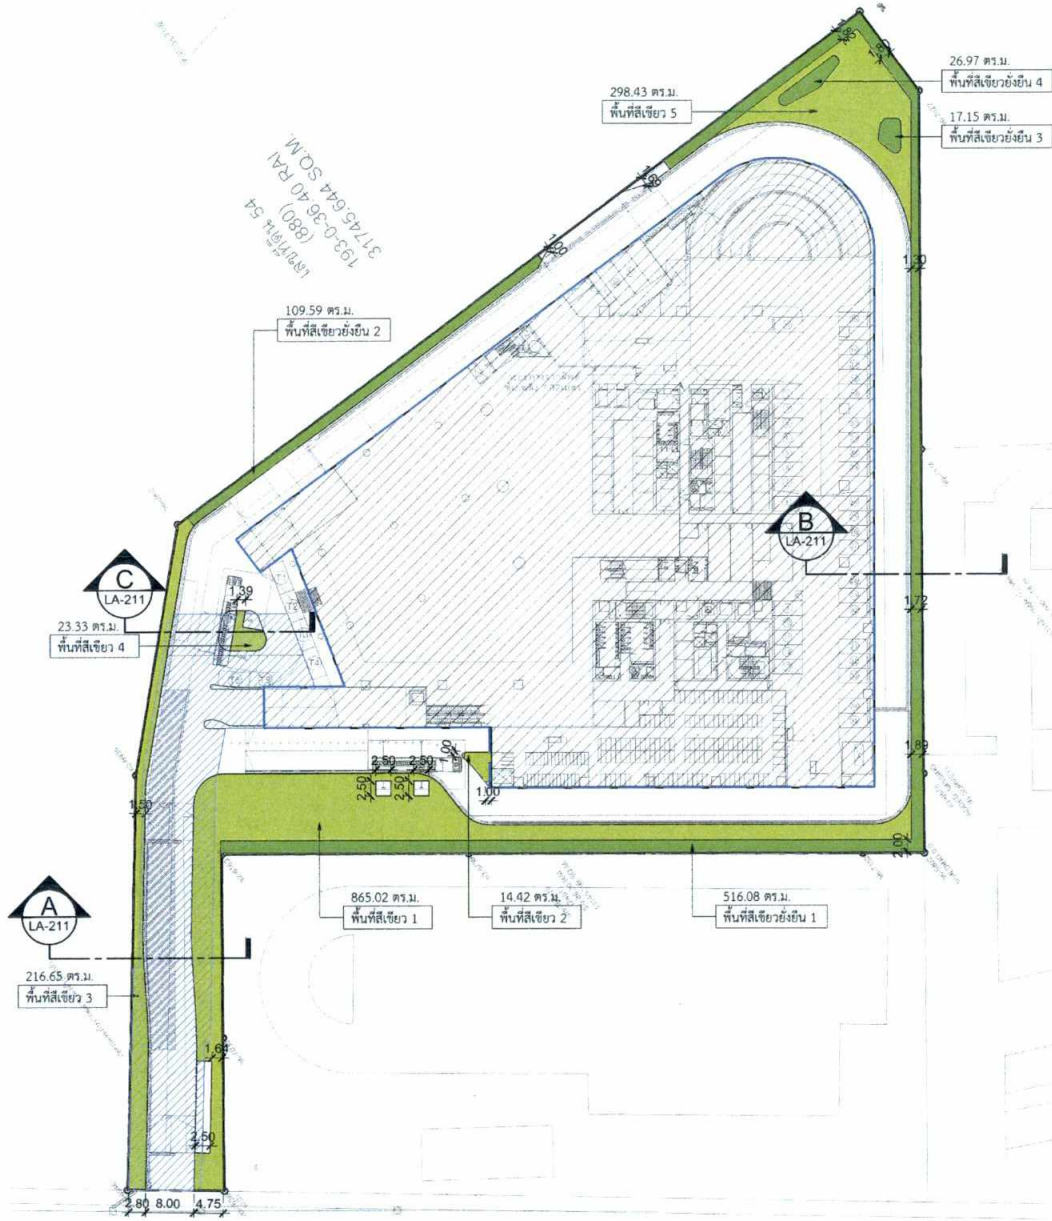 26.97 ตร.ม.
พื้นที่สีเขียวยั่งยืน 4
298.43 ตร.ม.
พื้นที่สีเขียว 5
17.15 ตร.ม.
พื้นที่สีเขียวยั่งยืน 3
เลขที่ดิน 54
(880)
193-0-36.40 RAI
31745.644 SQ.M.
1.00
1.30
109.59 ตร.ม.
พื้นที่สีเขียวยั่งยืน 2
B
LA-211
C
LA-211
1.39
1.72
23.33 ตร.ม.
พื้นที่สีเขียว 4
1.00
1.89
2.50
2.50
2.50
2.50
1.00
1.50
2.00
865.02 ตร.ม.
พื้นที่สีเขียว 1
14.42 ตร.ม.
พื้นที่สีเขียว 2
516.08 ตร.ม.
พื้นที่สีเขียวยั่งยืน 1
A
LA-211
216.65 ตร.ม.
พื้นที่สีเขียว 3
1.64
2.50
2.80
8.00
4.75